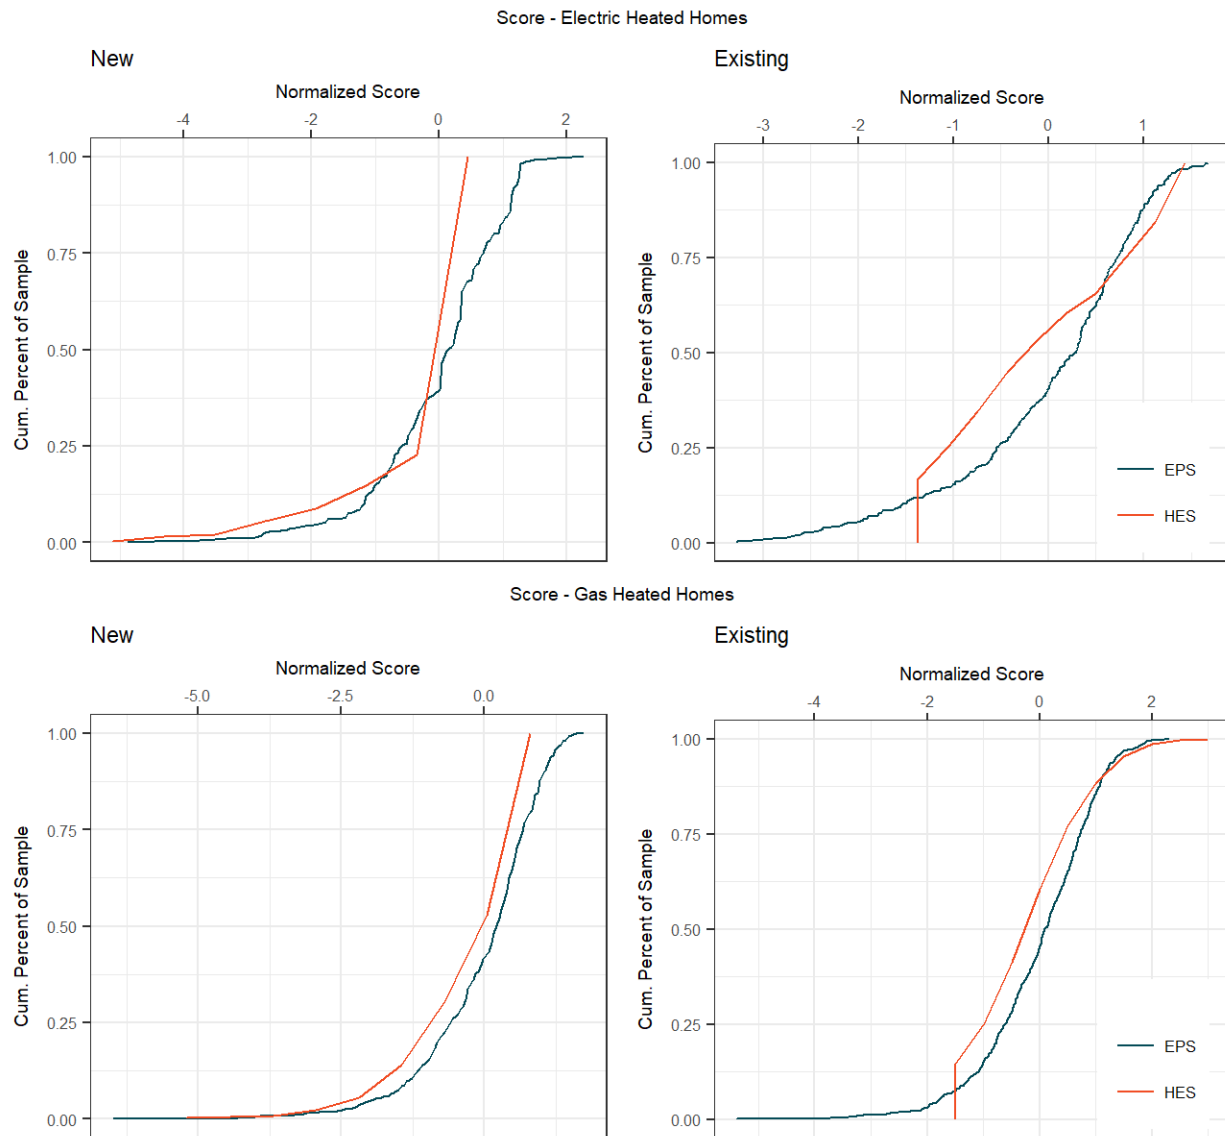 Score - Electric Heated Homes
New
Existing
Normalized Score
Normalized Score
-4 -2 0 2
-3 -2 -1 0 1
Cum. Percent of Sample
1.00
0.75
0.50
0.25
0.00
Cum. Percent of Sample
1.00
0.75
0.50
0.25
0.00
EPS
HES
Score - Gas Heated Homes
New
Existing
Normalized Score
Normalized Score
-5.0 -2.5 0.0
-4 -2 0 2
Cum. Percent of Sample
1.00
0.75
0.50
0.25
0.00
Cum. Percent of Sample
1.00
0.75
0.50
0.25
0.00
EPS
HES